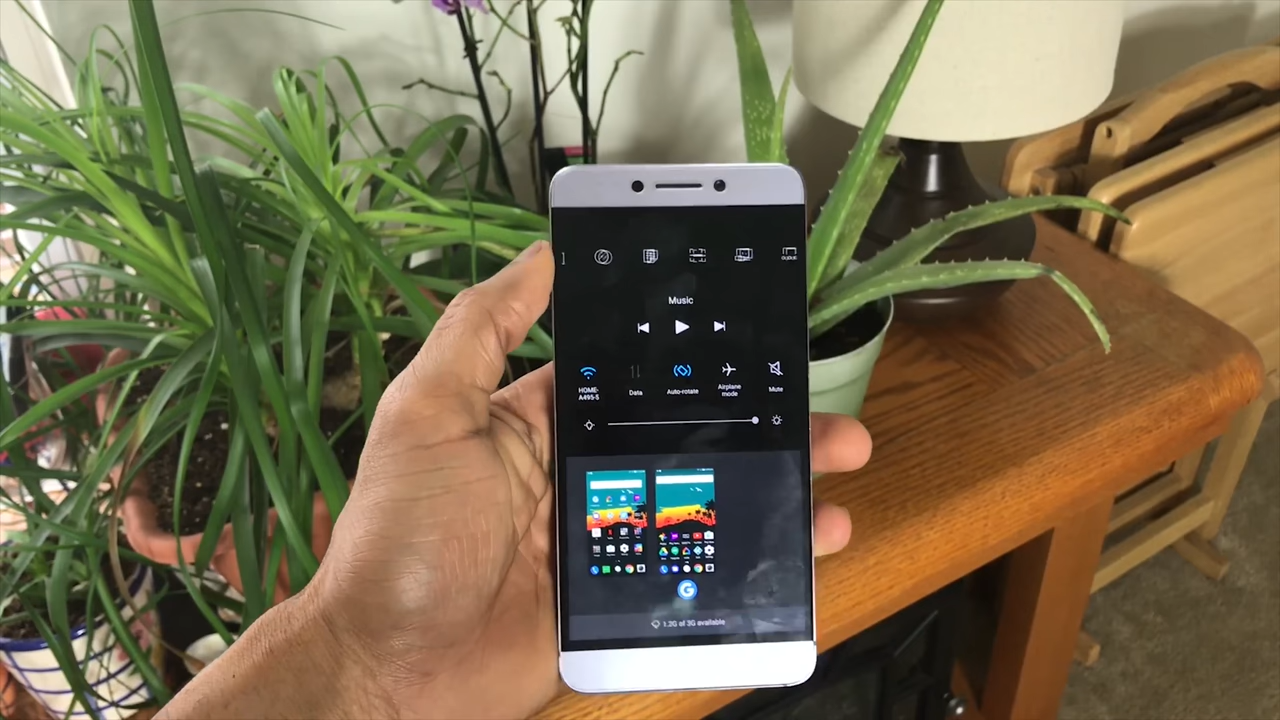 Music
HOME-
A495-5
Data
Auto-rotate
Airplane
mode
Mute
G
1.2G of 3G available